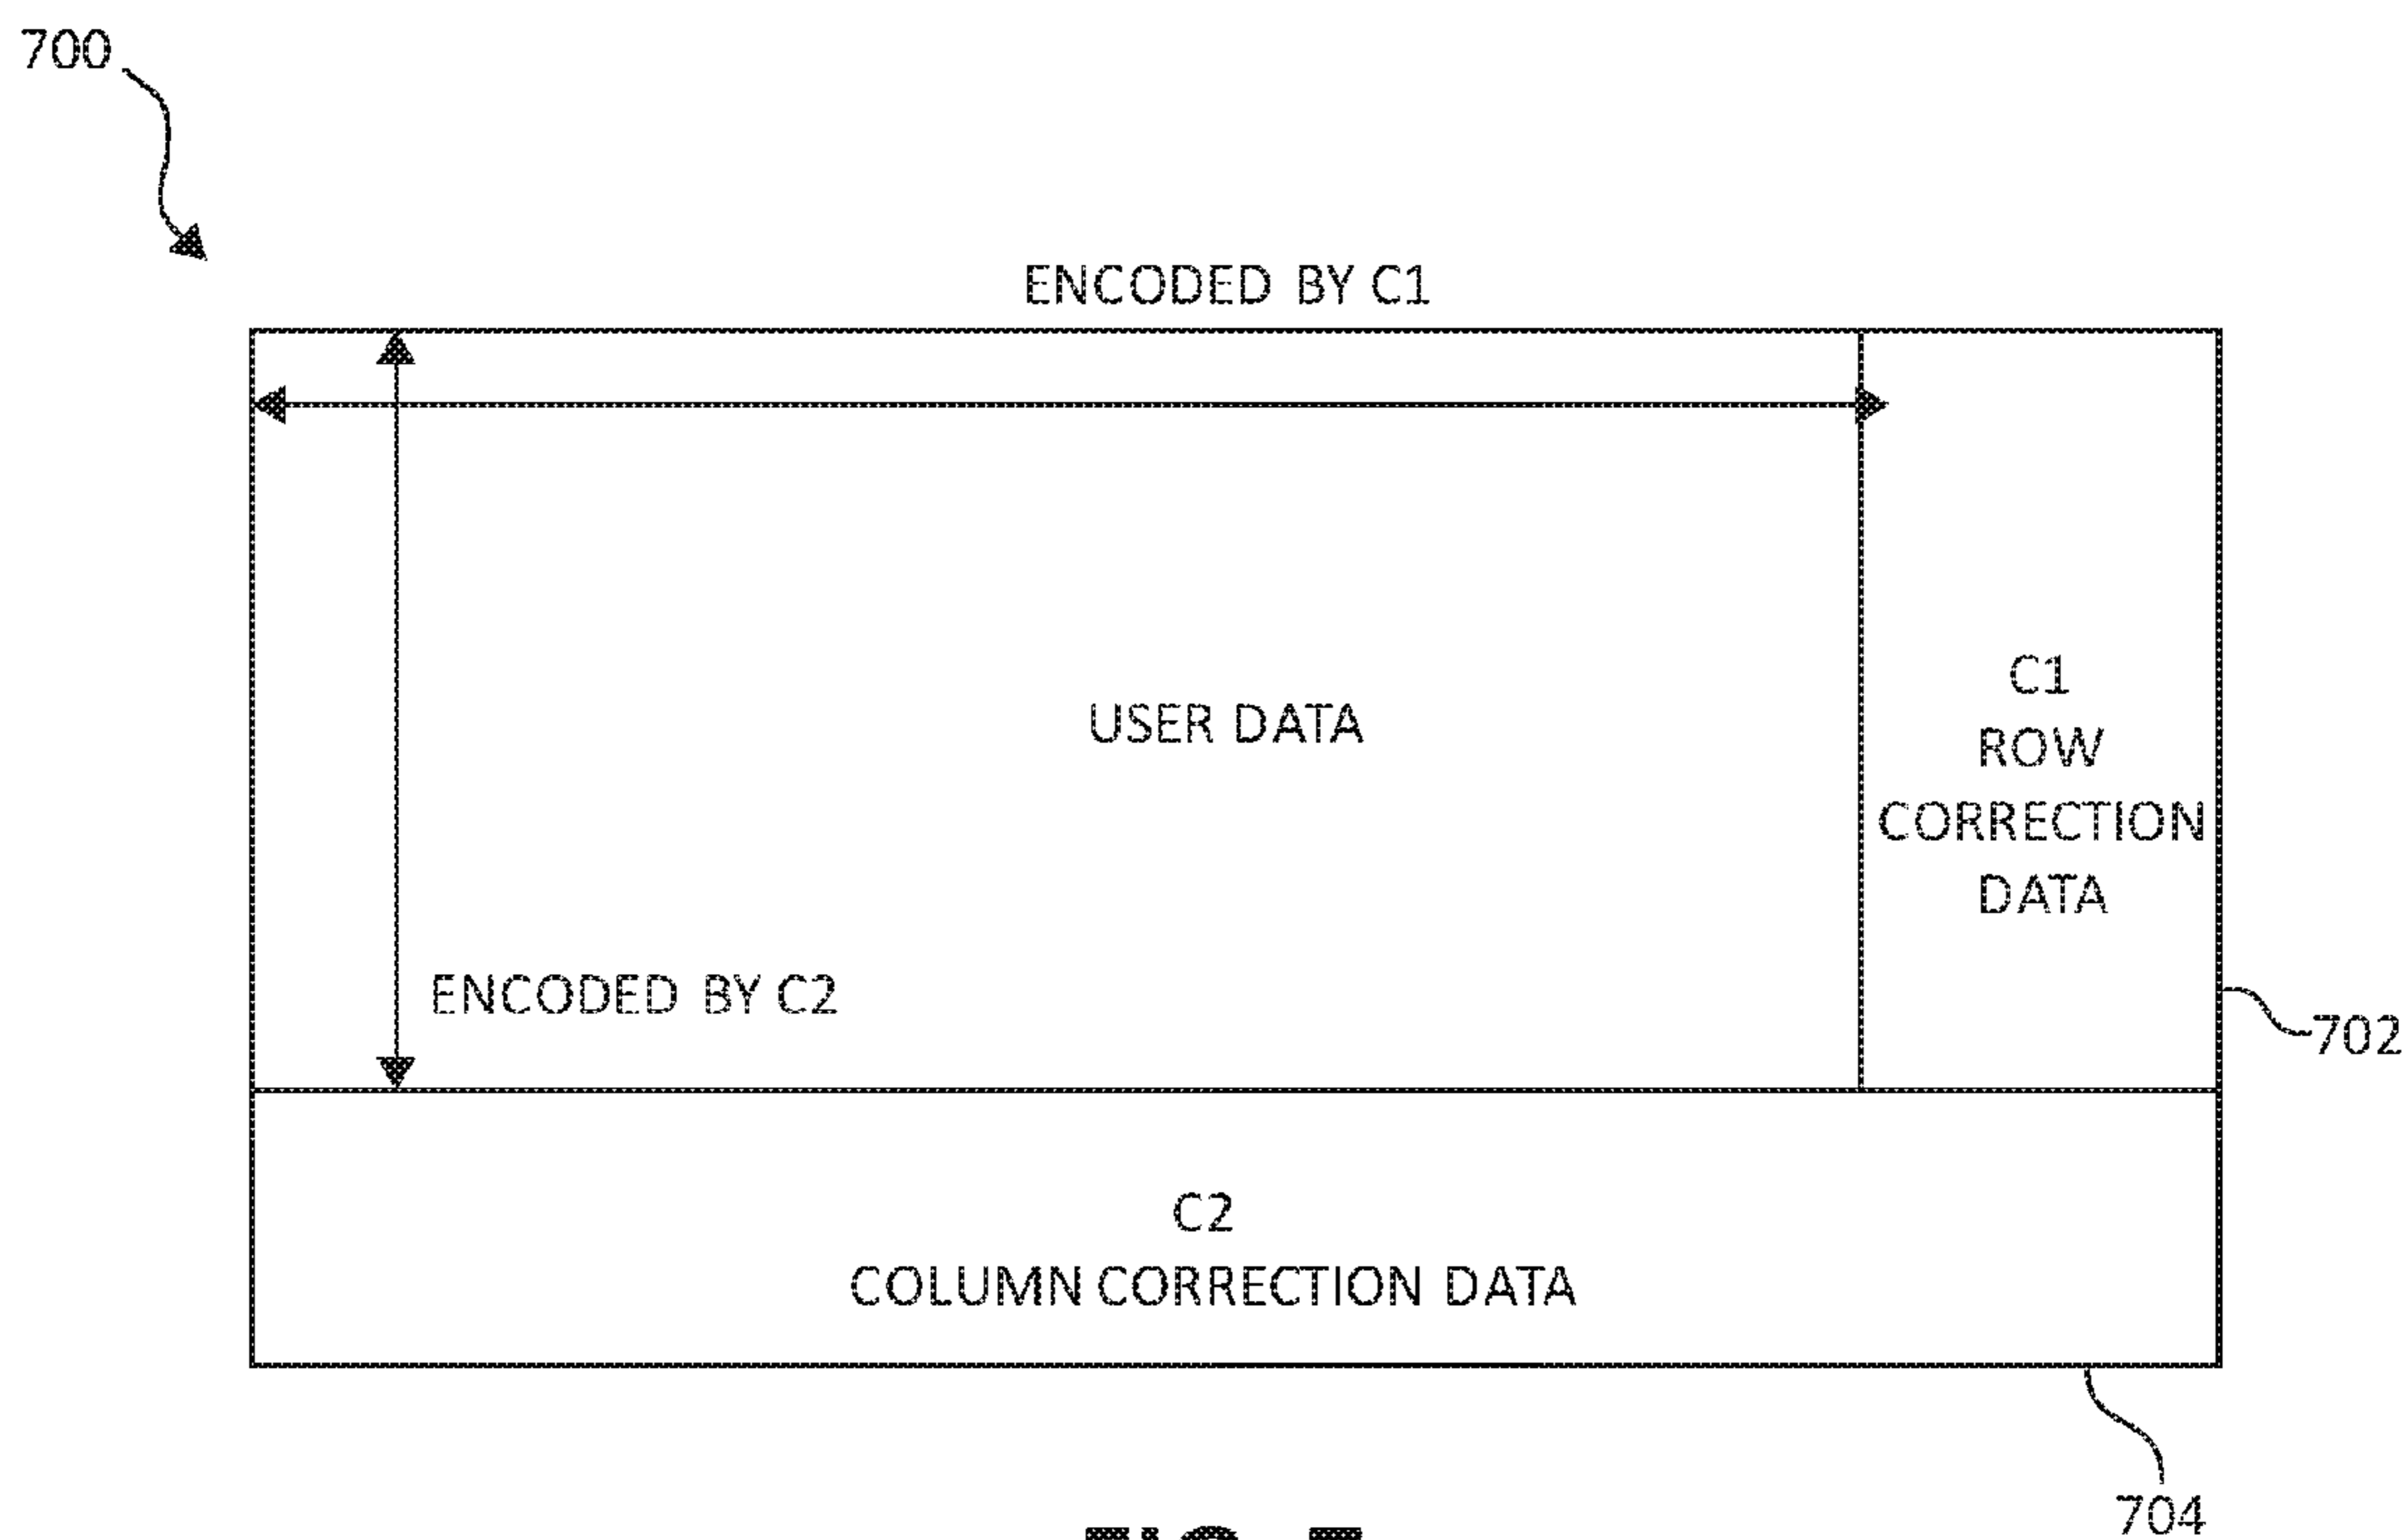 700
ENCODED BY C1
USER DATA
C1
ROW
CORRECTION
DATA
ENCODED BY C2
702
C2
COLUMN CORRECTION DATA
704